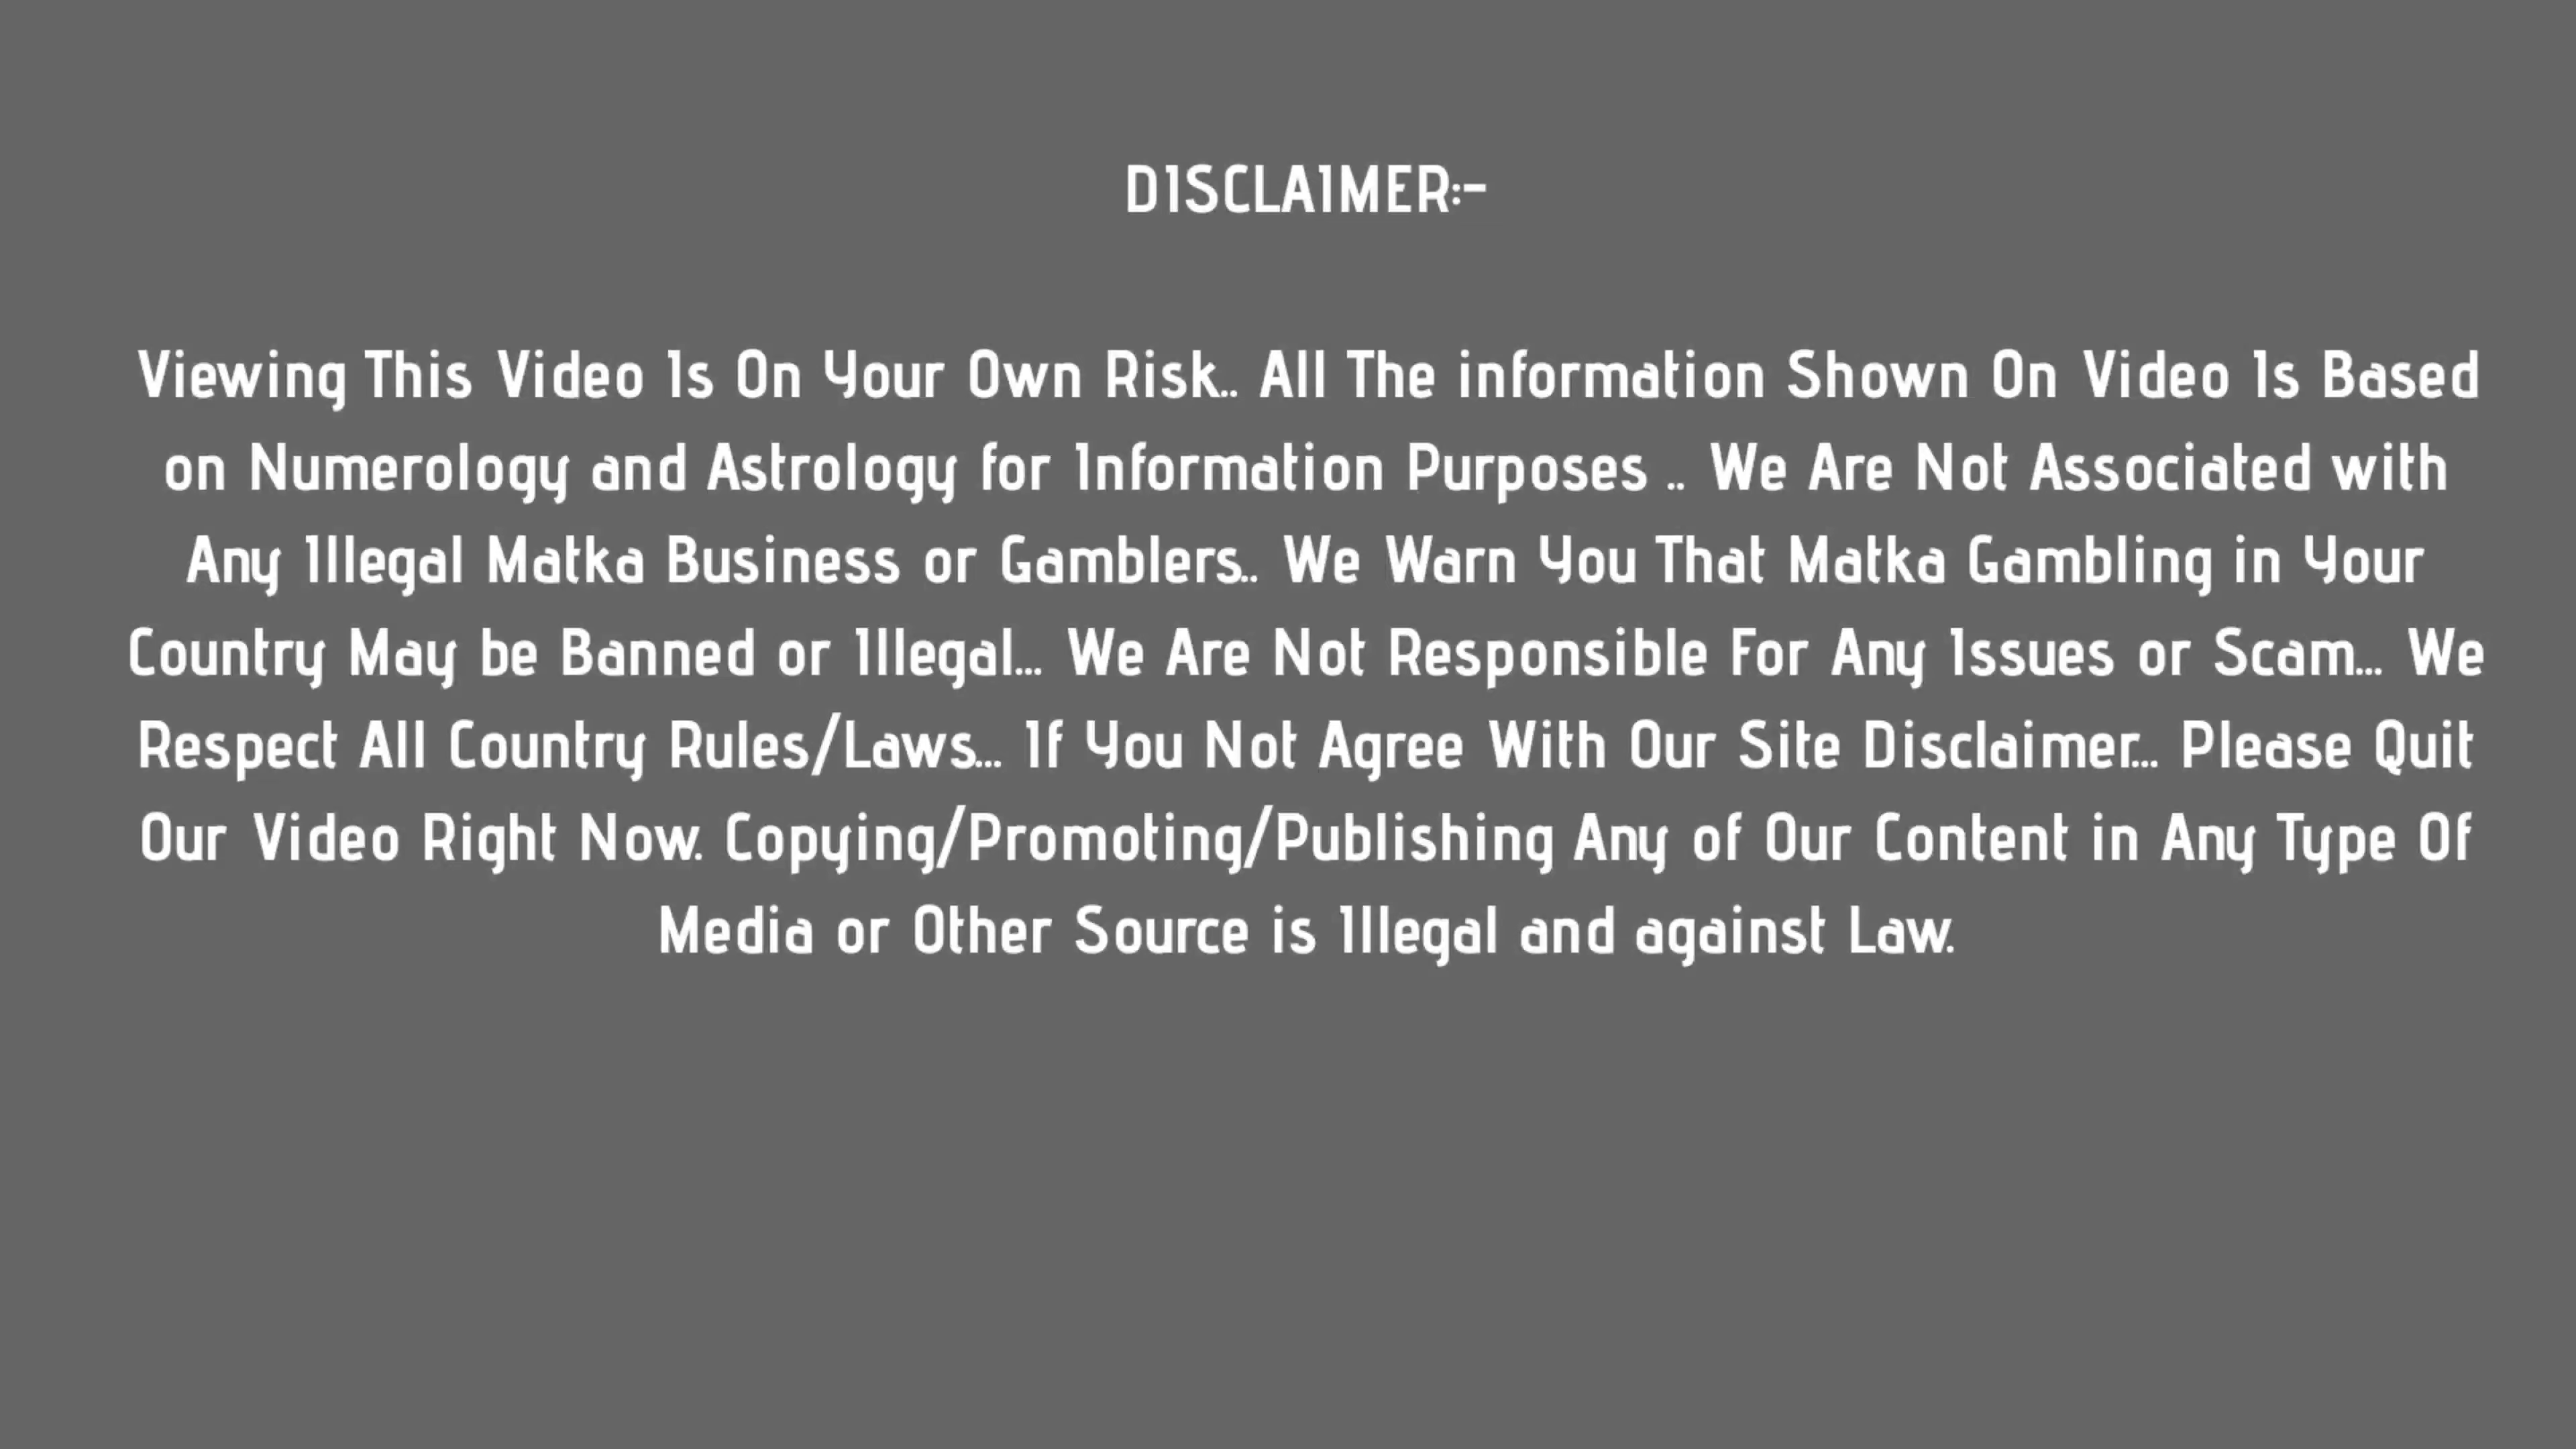 DISCLAIMER:-
Viewing This Video Is On Your Own Risk.. All The information Shown On Video Is Based
on Numerology and Astrology for Information Purposes .. We Are Not Associated with
Any Illegal Matka Business or Gamblers.. We Warn You That Matka Gambling in Your
Country May be Banned or Illegal... We Are Not Responsible For Any Issues or Scam... We
Respect All Country Rules/Laws... If You Not Agree With Our Site Disclaimer... Please Quit
Our Video Right Now. Copying/Promoting/Publishing Any of Our Content in Any Type Of
Media or Other Source is Illegal and against Law.